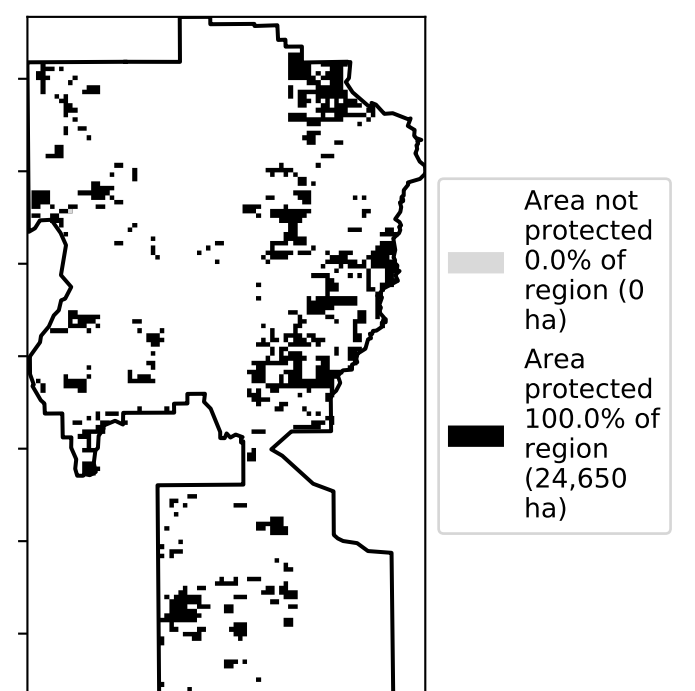 Area not
protected
0.0% of
region (0
ha)
Area
protected
100.0% of
region
(24,650
ha)